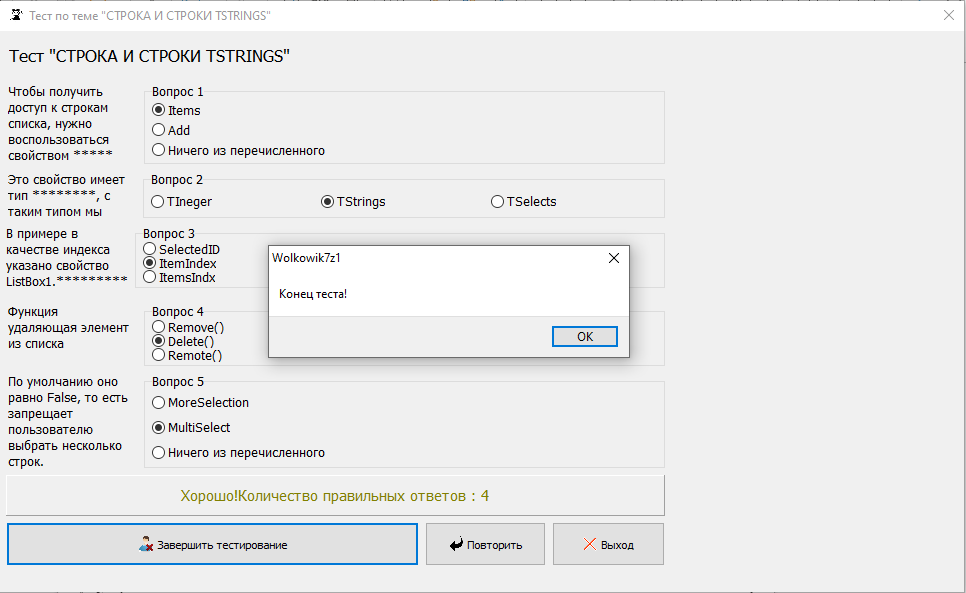 Тест по теме "СТРОКА И СТРОКИ TSTRINGS"
Тест "СТРОКА И СТРОКИ TSTRINGS"
Чтобы получить
доступ к строкам
списка, нужно
воспользоваться
свойством *****
Вопрос 1
Items
Add
Ничего из перечисленного
Это свойство имеет
тип ********, с
таким типом мы
Вопрос 2
TIneger
TStrings
TSelects
В примере в
качестве индекса
указано свойство
ListBox1.*********
Вопрос 3
SelectedID
ItemIndex
ItemsIndx
Wolkowik7z1
Конец теста!
OK
Функция
удаляющая элемент
из списка
Вопрос 4
Remove()
Delete()
Remote()
По умолчанию оно
равно False, то есть
запрещает
пользователю
выбрать несколько
строк.
Вопрос 5
MoreSelection
MultiSelect
Ничего из перечисленного
Хорошо!Количество правильных ответов : 4
Завершить тестирование
Повторить
Выход